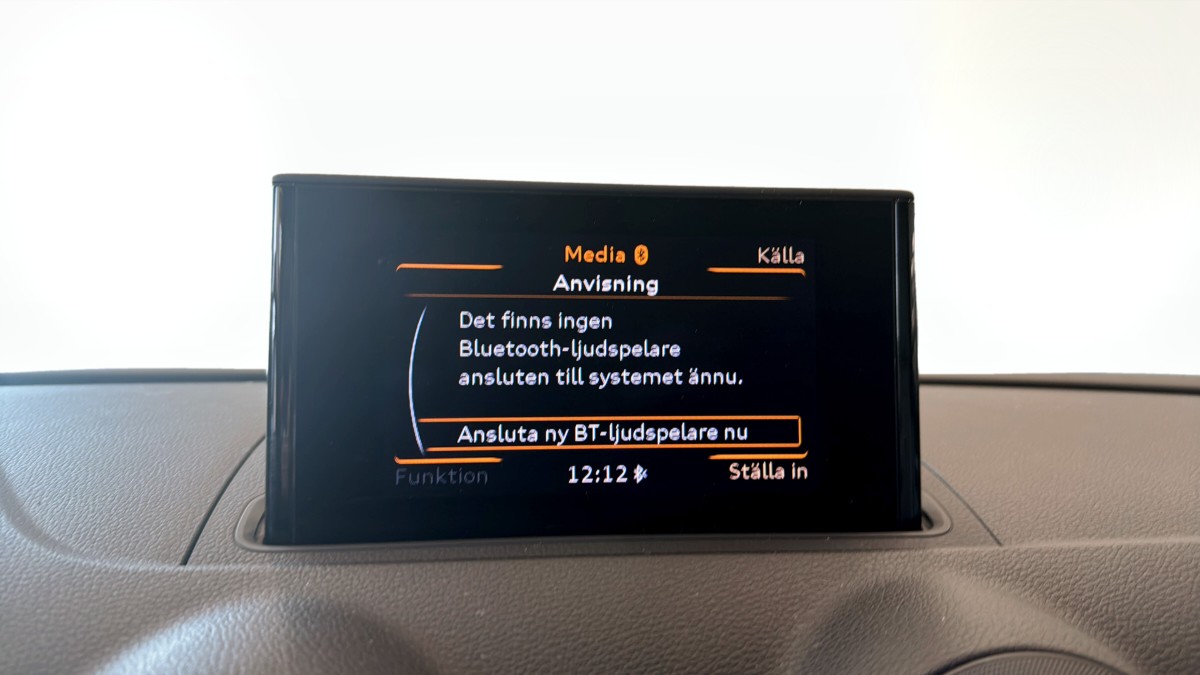 Media
Källa
Anvisning
Det finns ingen
Bluetooth-ljudspelare
ansluten till systemet ännu.
Ansluta ny BT-ljudspelare nu
Funktion
12:12
Ställa in